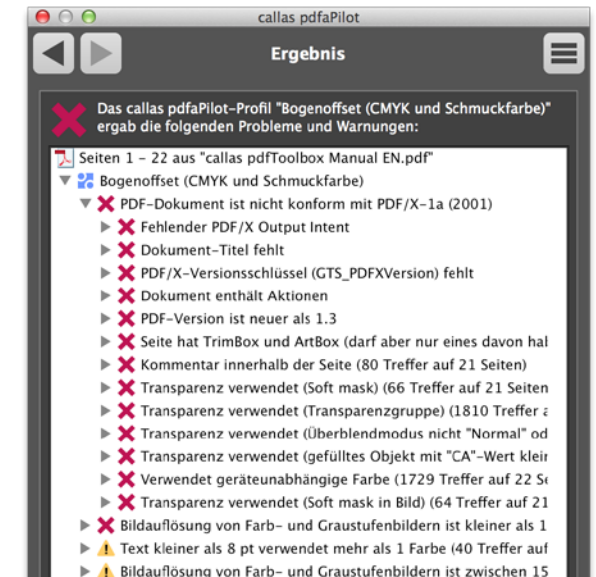 callas pdfaPilot
Ergebnis
Das callas pdfaPilot-Profil "Bogenoffset (CMYK und Schmuckfarbe)"
ergab die folgenden Probleme und Warnungen:
Seiten 1 – 22 aus "callas pdfToolbox Manual EN.pdf"
Bogenoffset (CMYK und Schmuckfarbe)
PDF-Dokument ist nicht konform mit PDF/X-1a (2001)
Fehlender PDF/X Output Intent
Dokument-Titel fehlt
PDF/X-Versionsschlüssel (GTS_PDFXVersion) fehlt
Dokument enthält Aktionen
PDF-Version ist neuer als 1.3
Seite hat TrimBox und ArtBox (darf aber nur eines davon
Kommentar innerhalb der Seite (80 Treffer auf 21 Seiten)
Transparenz verwendet (Soft mask) (66 Treffer auf 21 Seiten
Transparenz verwendet (Transparenzgruppe) (1810 Treffer
Transparenz verwendet (Überblendmodus nicht "Normal"
Transparenz verwendet (gefülltes Objekt mit "CA"-Wert
Verwendet geräteunabhängige Farbe (1729 Treffer auf 22
Transparenz verwendet (Soft mask in Bild) (64 Treffer auf 21
Bildauflösung von Farb- und Graustufenbildern ist kleiner als 1
Text kleiner als 8 pt verwendet mehr als 1 Farbe (40 Treffer auf
Bildauflösung von Farb- und Graustufenbildern ist zwischen 15